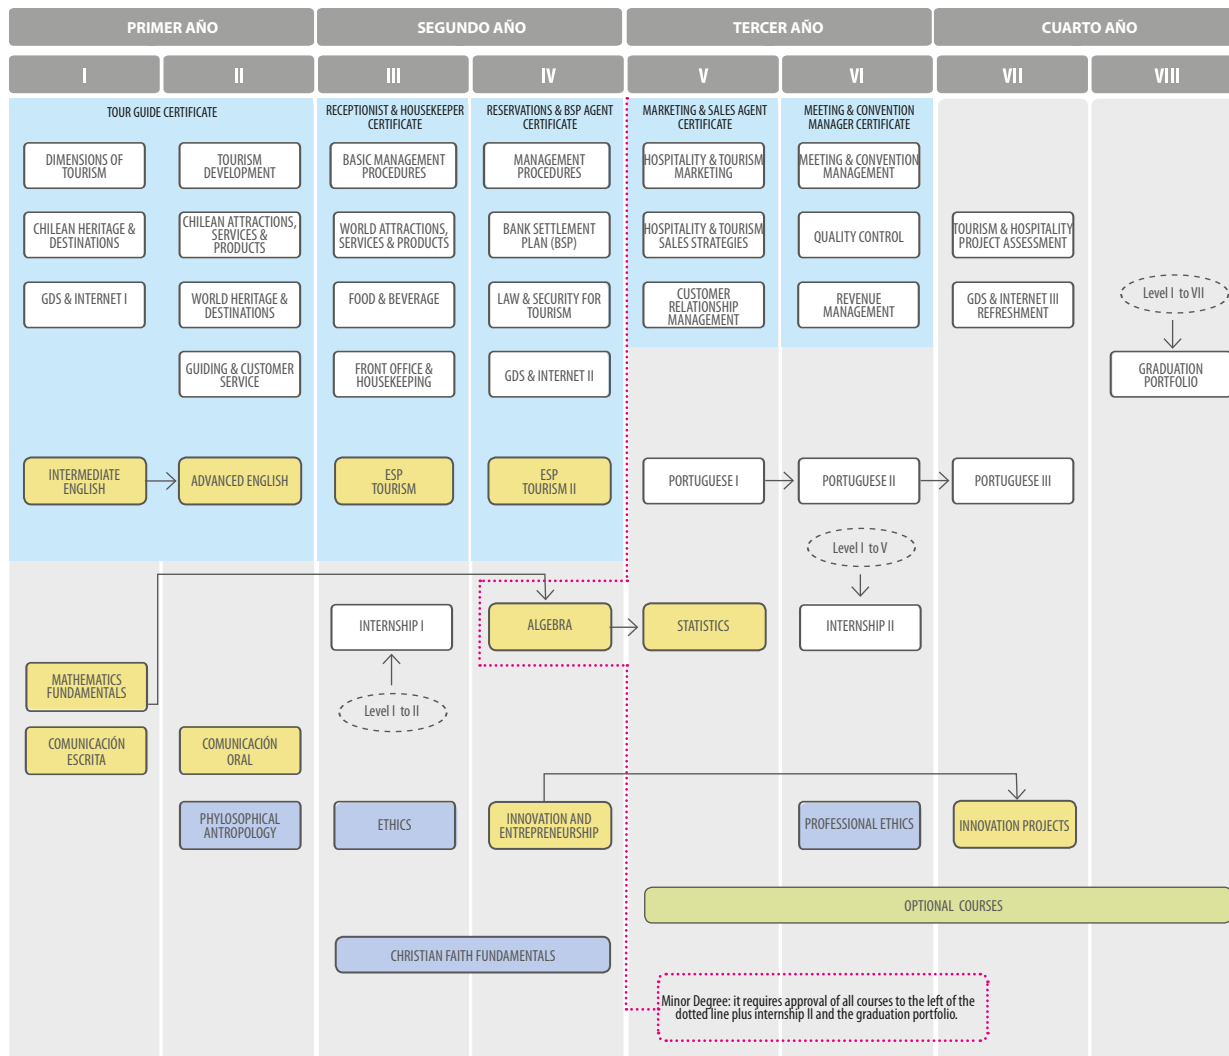 PRIMER AÑO
SEGUNDO AÑO
TERCER AÑO
CUARTO AÑO
I
II
III
IV
V
VI
VII
VIII
TOUR GUIDE CERTIFICATE
RECEPTIONIST & HOUSEKEEPER
CERTIFICATE
RESERVATIONS & BSP AGENT
CERTIFICATE
MARKETING & SALES AGENT
CERTIFICATE
MEETING & CONVENTION
MANAGER CERTIFICATE
DIMENSIONS OF
TOURISM
TOURISM
DEVELOPMENT
BASIC MANAGEMENT
PROCEDURES
MANAGEMENT
PROCEDURES
HOSPITALITY & TOURISM
MARKETING
MEETING & CONVENTION
MANAGEMENT
CHILEAN HERITAGE &
DESTINATIONS
CHILEAN ATTRACTIONS,
SERVICES &
PRODUCTS
WORLD ATTRACTIONS,
SERVICES & PRODUCTS
BANK SETTLEMENT
PLAN (BSP)
HOSPITALITY & TOURISM
SALES STRATEGIES
QUALITY CONTROL
TOURISM & HOSPITALITY
PROJECT ASSESSMENT
GDS & INTERNET I
WORLD HERITAGE &
DESTINATIONS
FOOD & BEVERAGE
LAW & SECURITY FOR
TOURISM
CUSTOMER
RELATIONSHIP
MANAGEMENT
REVENUE
MANAGEMENT
GDS & INTERNET III
REFRESHMENT
Level I to VII
GUIDING & CUSTOMER
SERVICE
FRONT OFFICE &
HOUSEKEEPING
GDS & INTERNET II
GRADUATION
PORTFOLIO
INTERMEDIATE
ENGLISH
ADVANCED ENGLISH
ESP
TOURISM
ESP
TOURISM II
PORTUGUESE I
PORTUGUESE II
PORTUGUESE III
Level I to V
INTERNSHIP I
ALGEBRA
STATISTICS
INTERNSHIP II
MATHEMATICS
FUNDAMENTALS
Level I to II
COMUNICACIÓN
ESCRITA
COMUNICACIÓN
ORAL
PHYLOSOPHICAL
ANTROPOLOGY
ETHICS
INNOVATION AND
ENTREPRENEURSHIP
PROFESSIONAL ETHICS
INNOVATION PROJECTS
OPTIONAL COURSES
CHRISTIAN FAITH FUNDAMENTALS
Minor Degree: it requires approval of all courses to the left of the
dotted line plus internship II and the graduation portfolio.